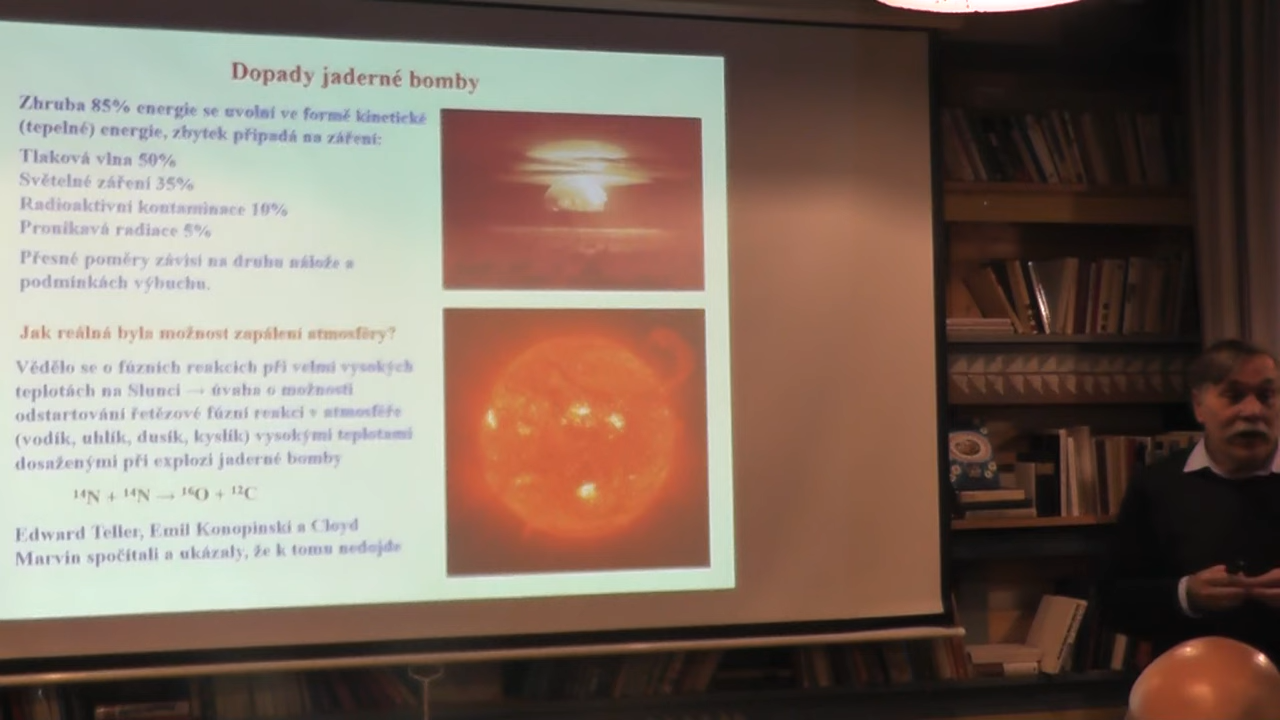 Dopady jaderné bomby
Zhruba 85% energie se uvolní ve formě kinetické
(tepelné) energie, zbytek připadá na záření:
Tlaková vlna 50%
Světelné záření 35%
Radioaktivní kontaminace 10%
Pronikavá radiace 5%
Přesné poměry závisí na druhu nálože a
podmínkách výbuchu.
Jak reálná byla možnost zapálení atmosféry?
Vědělo se o fúzních reakcích při velmi vysokých
teplotách na Slunci → úvaha o možnosti
odstartování řetězové fúzní reakci v atmosféře
(vodík, uhlík, dusík, kyslík) vysokými teplotami
dosaženými při explozi jaderné bomby
¹⁴N + ¹⁴N → ¹⁶O + ¹²C
Edward Teller, Emil Konopinski a Cloyd
Marvin spočítali a ukázaly, že k tomu nedojde